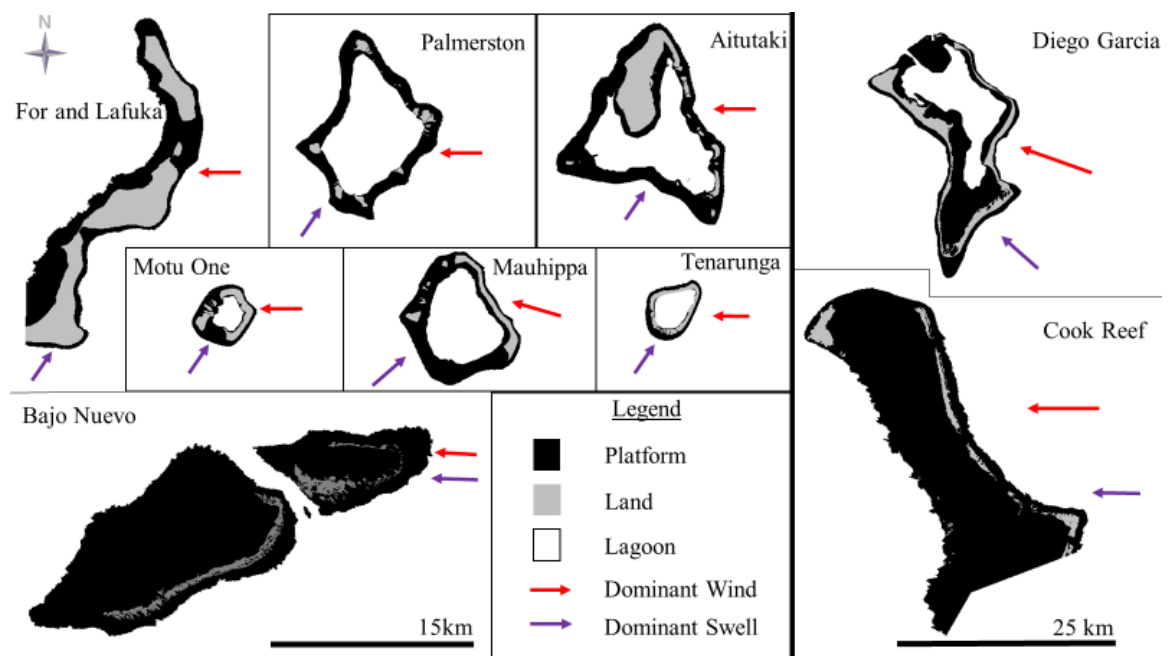 N
Palmerston
Aitutaki
Diego Garcia
For and Lafuka
Motu One
Mauhippa
Tenarunga
Cook Reef
Bajo Nuevo
Legend
Platform
Land
Lagoon
Dominant Wind
Dominant Swell
15km
25 km